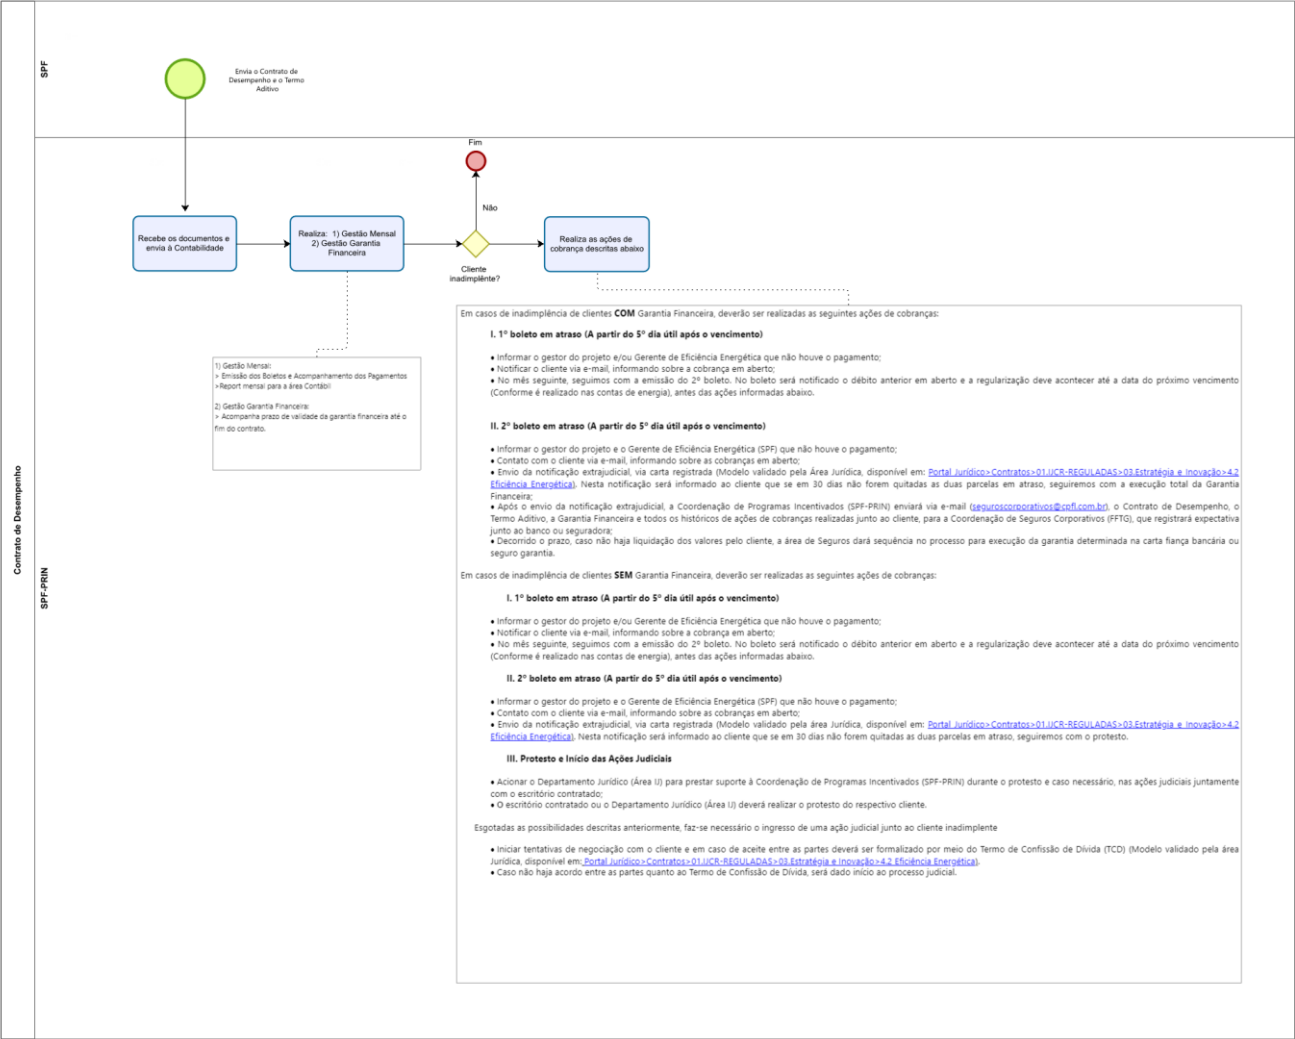 Contrato de Desempenho
SPF
Envia o Contrato de
Desempenho e o Termo
Aditivo
SPF-PRIN
Recebe os documentos e
envia à Contabilidade
Realiza:  1) Gestão Mensal
2) Gestão Garantia
Financeira
Fim
Não
Cliente
inadimplênte?
Realiza as ações de
cobrança descritas abaixo
1) Gestão Mensal:
> Emissão dos Boletos e Acompanhamento dos Pagamentos
>Report mensal para a área Contábil
2) Gestão Garantia Financeira:
> Acompanha prazo de validade da garantia financeira até o
fim do contrato.
Em casos de inadimplência de clientes COM Garantia Financeira, deverão ser realizadas as seguintes ações de cobranças:
I. 1º boleto em atraso (A partir do 5º dia útil após o vencimento)
• Informar o gestor do projeto e/ou Gerente de Eficiência Energética que não houve o pagamento;
• Notificar o cliente via e-mail, informando sobre a cobrança em aberto;
• No mês seguinte, seguimos com a emissão do 2º boleto. No boleto será notificado o débito anterior em aberto e a regularização deve acontecer até a data do próximo vencimento
(Conforme é realizado nas contas de energia), antes das ações informadas abaixo.
II. 2º boleto em atraso (A partir do 5º dia útil após o vencimento)
• Informar o gestor do projeto e o Gerente de Eficiência Energética (SPF) que não houve o pagamento;
• Contato com o cliente via e-mail, informando sobre as cobranças em aberto;
• Envio da notificação extrajudicial, via carta registrada (Modelo validado pela Área Jurídica, disponível em: Portal Jurídico>Contratos>01.IJCR-REGULADAS>03.Estratégia e Inovação>4.2
Eficiência Energética). Nesta notificação será informado ao cliente que se em 30 dias não forem quitadas as duas parcelas em atraso, seguiremos com a execução total da Garantia
Financeira;
• Após o envio da notificação extrajudicial, a Coordenação de Programas Incentivados (SPF-PRIN) enviará via e-mail (seguroscorporativos@cpfl.com.br), o Contrato de Desempenho, o
Termo Aditivo, a Garantia Financeira e todos os históricos de ações de cobranças realizadas junto ao cliente, para a Coordenação de Seguros Corporativos (FFTG), que registrará expectativa
junto ao banco ou seguradora;
• Decorrido o prazo, caso não haja liquidação dos valores pelo cliente, a área de Seguros dará sequência no processo para execução da garantia determinada na carta fiança bancária ou
seguro garantia.
Em casos de inadimplência de clientes SEM Garantia Financeira, deverão ser realizadas as seguintes ações de cobranças:
I. 1º boleto em atraso (A partir do 5º dia útil após o vencimento)
• Informar o gestor do projeto e/ou Gerente de Eficiência Energética que não houve o pagamento;
• Notificar o cliente via e-mail, informando sobre a cobrança em aberto;
• No mês seguinte, seguimos com a emissão do 2º boleto. No boleto será notificado o débito anterior em aberto e a regularização deve acontecer até a data do próximo vencimento
(Conforme é realizado nas contas de energia), antes das ações informadas abaixo.
II. 2º boleto em atraso (A partir do 5º dia útil após o vencimento)
• Informar o gestor do projeto e o Gerente de Eficiência Energética (SPF) que não houve o pagamento;
• Contato com o cliente via e-mail, informando sobre as cobranças em aberto;
• Envio da notificação extrajudicial, via carta registrada (Modelo validado pela área Jurídica, disponível em: Portal Jurídico>Contratos>01.IJCR-REGULADAS>03.Estratégia e Inovação>4.2
Eficiência Energética). Nesta notificação será informado ao cliente que se em 30 dias não forem quitadas as duas parcelas em atraso, seguiremos com o protesto.
III. Protesto e Início das Ações Judiciais
• Acionar o Departamento Jurídico (Área IJ) para prestar suporte à Coordenação de Programas Incentivados (SPF-PRIN) durante o protesto e caso necessário, nas ações judiciais juntamente
com o escritório contratado;
• O escritório contratado ou o Departamento Jurídico (Área IJ) deverá realizar o protesto do respectivo cliente.
Esgotadas as possibilidades descritas anteriormente, faz-se necessário o ingresso de uma ação judicial junto ao cliente inadimplente
• Iniciar tentativas de negociação com o cliente e em caso de aceite entre as partes deverá ser formalizado por meio do Termo de Confissão de Dívida (TCD) (Modelo validado pela área
Jurídica, disponível em: Portal Jurídico>Contratos>01.IJCR-REGULADAS>03.Estratégia e Inovação>4.2 Eficiência Energética).
• Caso não haja acordo entre as partes quanto ao Termo de Confissão de Dívida, será dado início ao processo judicial.